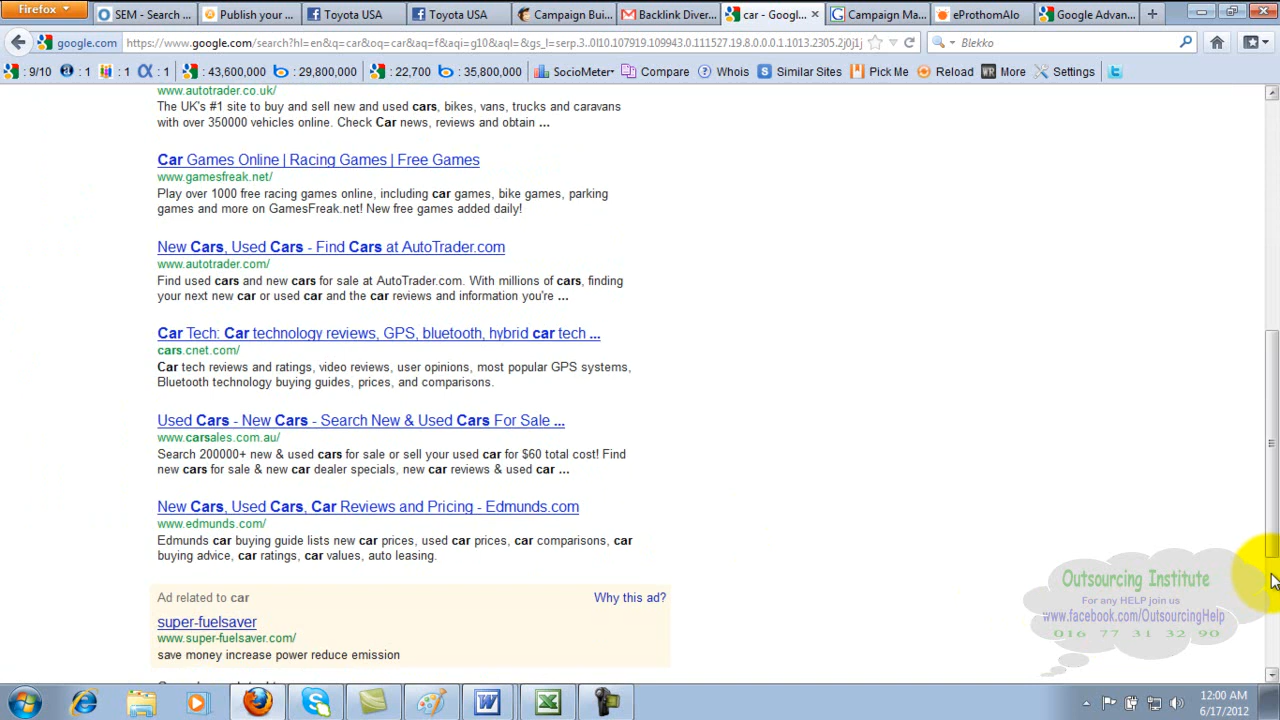 Firefox
SEM - Search ...
Publish your ...
Toyota USA
Toyota USA
Campaign Bui...
Backlink Diver...
car - Googl...
Campaign Ma...
eProthomAlo
Google Advan...
google.com
https://www.google.com/search?hl=en&q=car&oq=car&aq=f&aqi=g10&aql=&gs_l=serp.3..0l10.107919.109943.0.111527.19.8.0.0.0.1.1013.2305.2j0j1j
Blekko
: 9/10
: 1
: 1
: 1
: 43,600,000
: 29,800,000
: 22,700
: 35,800,000
SocioMeter
Compare
Whois
Similar Sites
Pick Me
Reload
WR More
Settings
www.autotrader.co.uk/
The UK's #1 site to buy and sell new and used cars, bikes, vans, trucks and caravans
with over 350000 vehicles online. Check Car news, reviews and obtain ...
Car Games Online | Racing Games | Free Games
www.gamesfreak.net/
Play over 1000 free racing games online, including car games, bike games, parking
games and more on GamesFreak.net! New free games added daily!
New Cars, Used Cars - Find Cars at AutoTrader.com
www.autotrader.com/
Find used cars and new cars for sale at AutoTrader.com. With millions of cars, finding
your next new car or used car and the car reviews and information you're ...
Car Tech: Car technology reviews, GPS, bluetooth, hybrid car tech ...
cars.cnet.com/
Car tech reviews and ratings, video reviews, user opinions, most popular GPS systems,
Bluetooth technology buying guides, prices, and comparisons.
Used Cars - New Cars - Search New & Used Cars For Sale ...
www.carsales.com.au/
Search 200000+ new & used cars for sale or sell your used car for $60 total cost! Find
new cars for sale & new car dealer specials, new car reviews & used car ...
New Cars, Used Cars, Car Reviews and Pricing - Edmunds.com
www.edmunds.com/
Edmunds car buying guide lists new car prices, used car prices, car comparisons, car
buying advice, car ratings, car values, auto leasing.
Ad related to car
Why this ad?
super-fuelsaver
www.super-fuelsaver.com/
save money increase power reduce emission
Outsourcing Institute
For any HELP join us
www.facebook.com/OutsourcingHelp
016 77 31 32 90
12:00 AM
6/17/2012